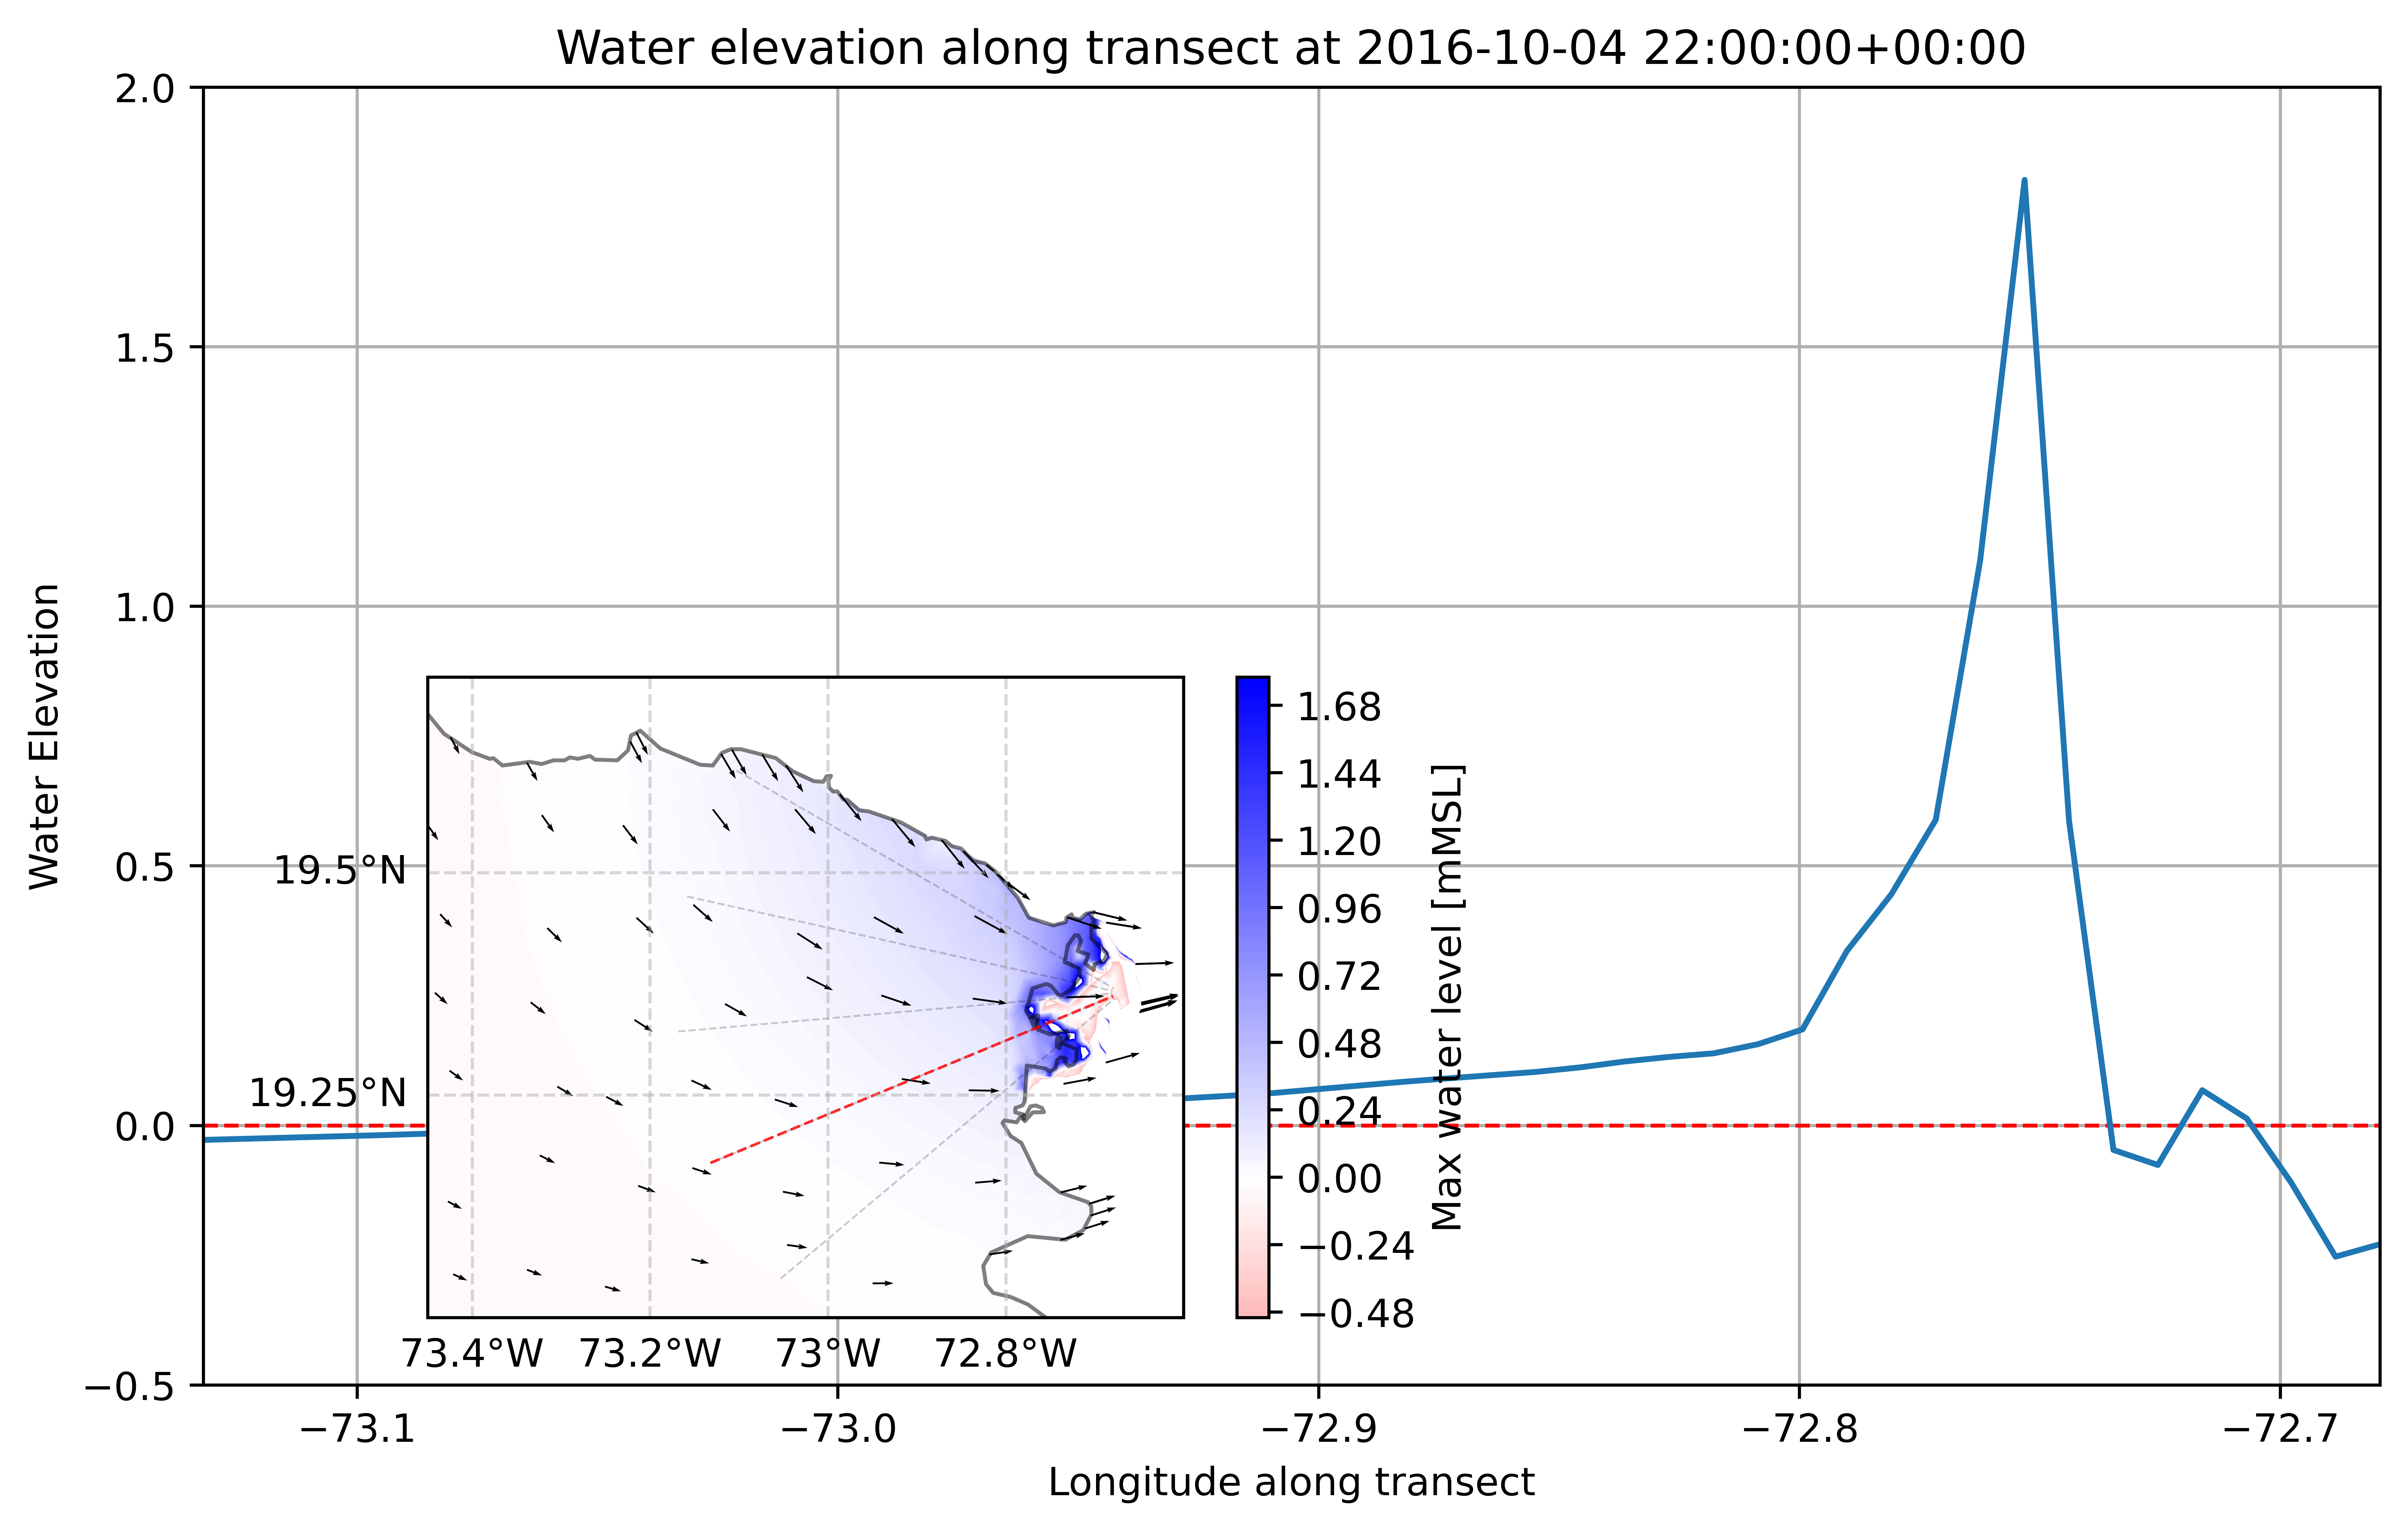 Water elevation along transect at 2016-10-04 22:00:00+00:00
Water Elevation
2.0
1.5
1.0
0.5
0.0
−0.5
−73.1
−73.0
−72.9
−72.8
−72.7
Longitude along transect
19.5°N
19.25°N
73.4°W
73.2°W
73°W
72.8°W
1.68
1.44
1.20
0.96
0.72
0.48
0.24
0.00
−0.24
−0.48
Max water level [mMSL]